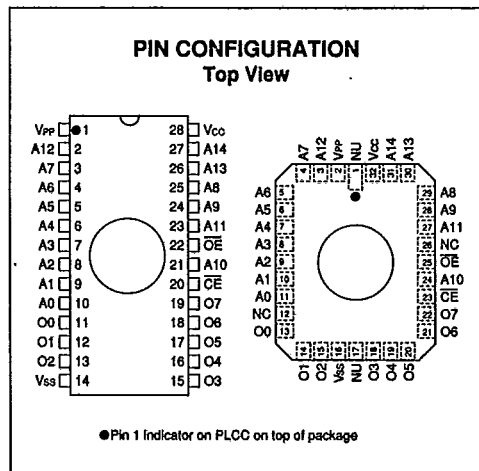 PIN CONFIGURATION
Top View
VPP 1 28 VCC
A12 2 27 A14
A7 3 26 A13
A6 4 25 A8
A5 5 24 A9
A4 6 23 A11
A3 7 22 OE
A2 8 21 A10
A1 9 20 CE
A0 10 19 O7
O0 11 18 O6
O1 12 17 O5
O2 13 16 O4
VSS 14 15 O3
A7 A12 VPP NU VCC A14 A13
4 3 2 1 32 31 30
A6 5 29 A8
A5 6 28 A9
A4 7 27 A11
A3 8 26 NC
A2 9 25 OE
A1 10 24 A10
A0 11 23 CE
NC 12 22 O7
O0 13 21 O6
14 15 16 17 18 19 20
O1 O2 VSS NU O3 O4 O5
●Pin 1 indicator on PLCC on top of package